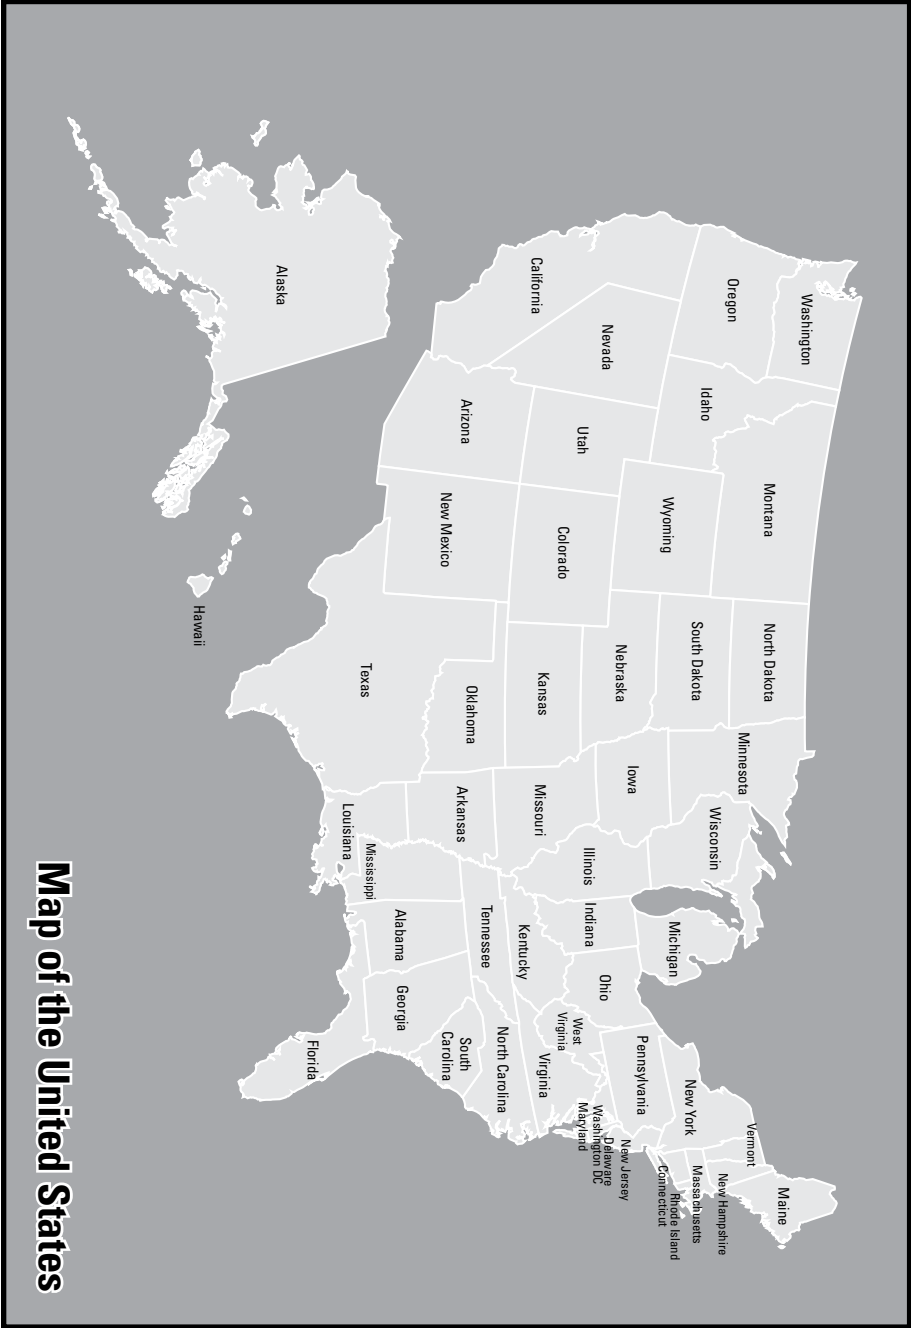 Washington
Oregon
California
Nevada
Idaho
Montana
Wyoming
Utah
Arizona
Colorado
New Mexico
North Dakota
South Dakota
Nebraska
Kansas
Oklahoma
Texas
Minnesota
Iowa
Missouri
Arkansas
Louisiana
Wisconsin
Illinois
Mississippi
Michigan
Indiana
Kentucky
Tennessee
Alabama
Ohio
West
Virginia
Virginia
North Carolina
South
Carolina
Georgia
Florida
Pennsylvania
New York
Vermont
Maine
New Hampshire
Massachusetts
Rhode Island
Connecticut
New Jersey
Delaware
Washington DC
Maryland
Alaska
Hawaii
Map of the United States